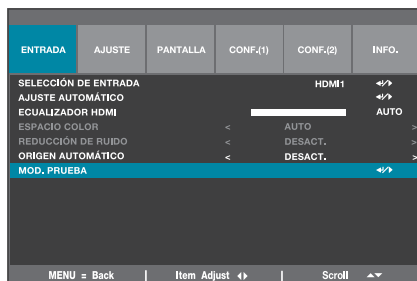 ENTRADA AJUSTE PANTALLA CONF.(1) CONF.(2) INFO.
SELECCIÓN DE ENTRADA HDMI1
AJUSTE AUTOMÁTICO
ECUALIZADOR HDMI AUTO
ESPACIO COLOR < AUTO >
REDUCCIÓN DE RUIDO < DESACT. >
ORIGEN AUTOMÁTICO < DESACT. >
MOD. PRUEBA
MENU = Back | Item Adjust | Scroll